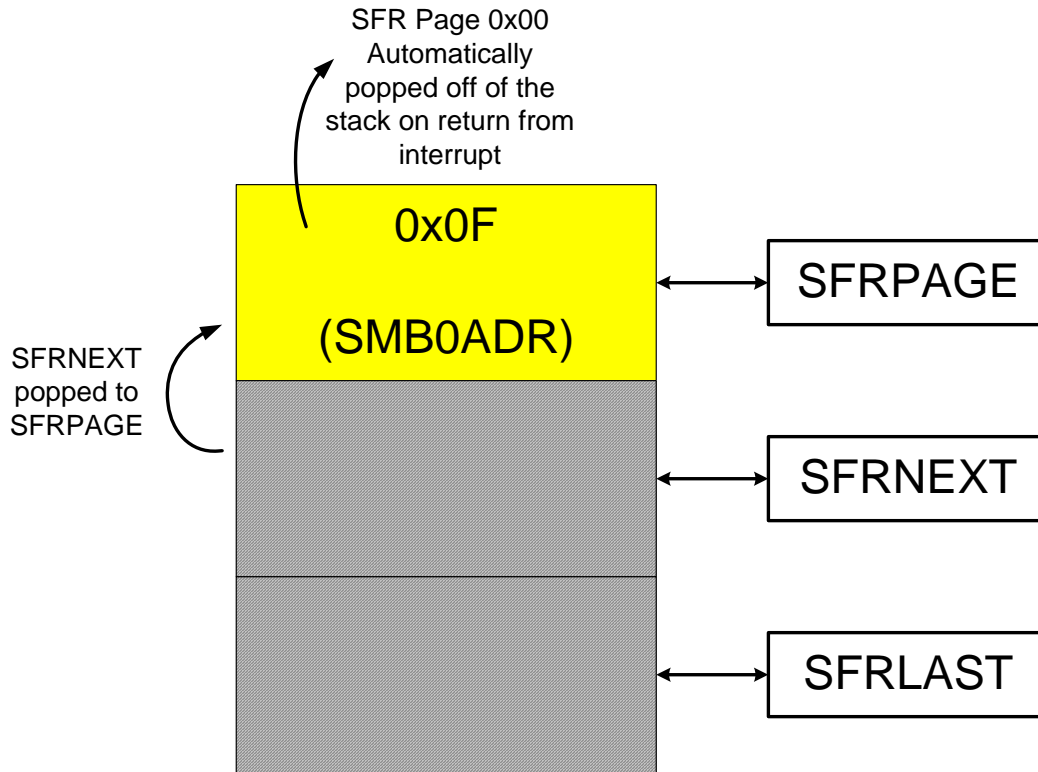 SFR Page 0x00
Automatically
popped off of the
stack on return from
interrupt
0x0F
(SMB0ADR)
SFRPAGE
SFRNEXT
popped to
SFRPAGE
SFRNEXT
SFRLAST